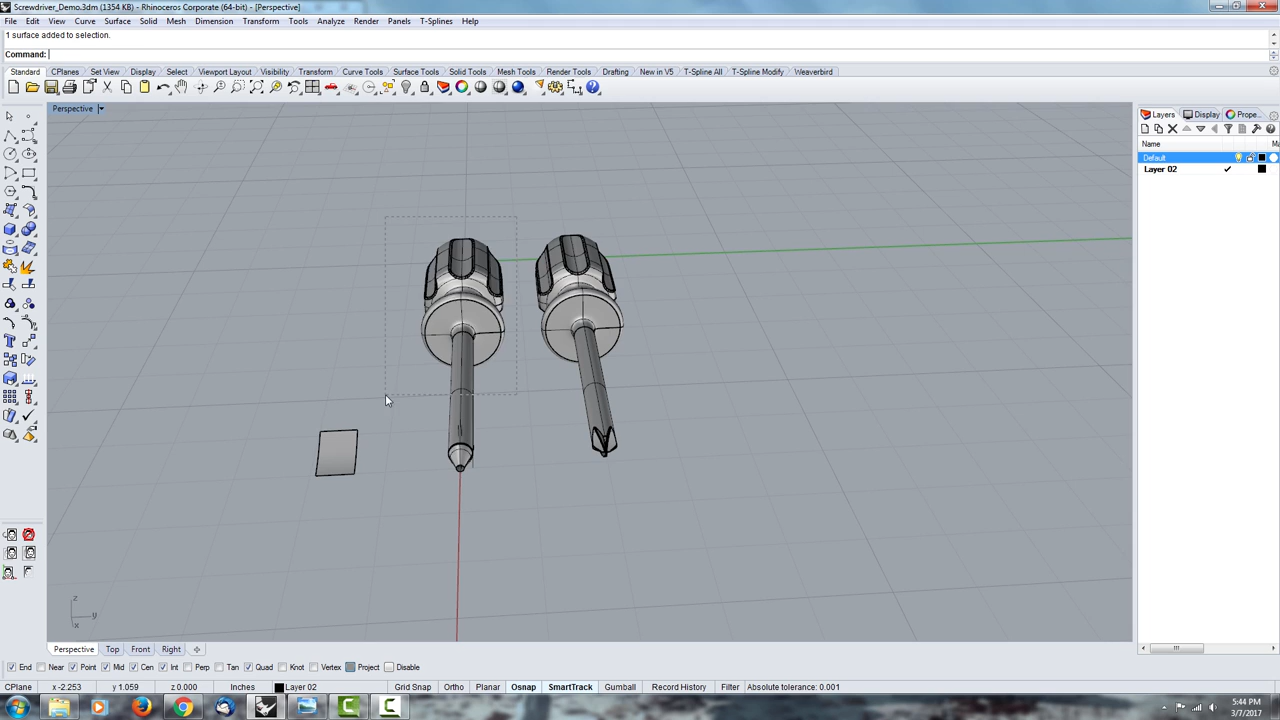 Screwdriver_Demo.3dm (1354 KB) - Rhinoceros Corporate (64-bit) - [Perspective]
File Edit View Curve Surface Solid Mesh Dimension Transform Tools Analyze Render Panels T-Splines Help
1 surface added to selection.
Command:
Standard CPlanes Set View Display Select Viewport Layout Visibility Transform Curve Tools Surface Tools Solid Tools Mesh Tools Render Tools Drafting New in V5 T-Spline All T-Spline Modify Weaverbird
Perspective
Layers Display Prope...
Name Ma
Default
Layer 02
z
y
x
Perspective Top Front Right
End Near Point Mid Cen Int Perp Tan Quad Knot Vertex Project Disable
CPlane x -2.253 y 1.059 z 0.000 Inches Layer 02 Grid Snap Ortho Planar Osnap SmartTrack Gumball Record History Filter Absolute tolerance: 0.001
5:44 PM
3/7/2017